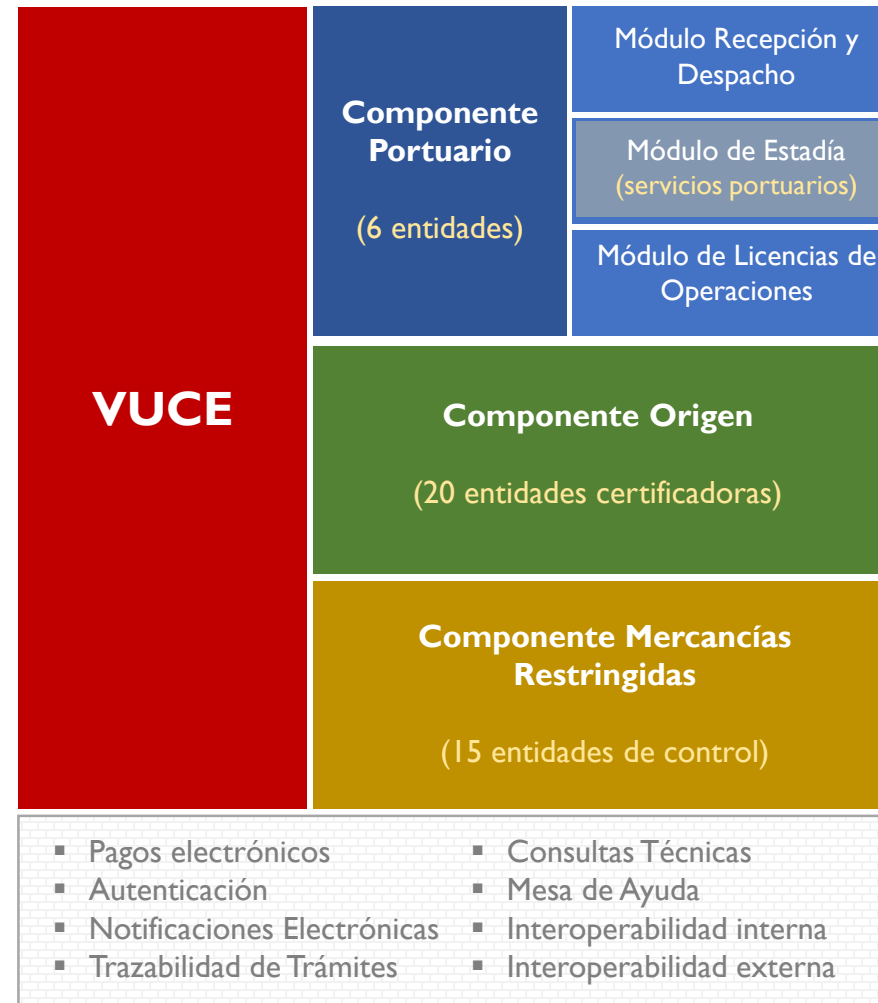 VUCE
Componente
Portuario
(6 entidades)
Módulo Recepción y
Despacho
Módulo de Estadía
(servicios portuarios)
Módulo de Licencias de
Operaciones
Componente Origen
(20 entidades certificadoras)
Componente Mercancías
Restringidas
(15 entidades de control)
▪ Pagos electrónicos
▪ Autenticación
▪ Notificaciones Electrónicas
▪ Trazabilidad de Trámites
▪ Consultas Técnicas
▪ Mesa de Ayuda
▪ Interoperabilidad interna
▪ Interoperabilidad externa